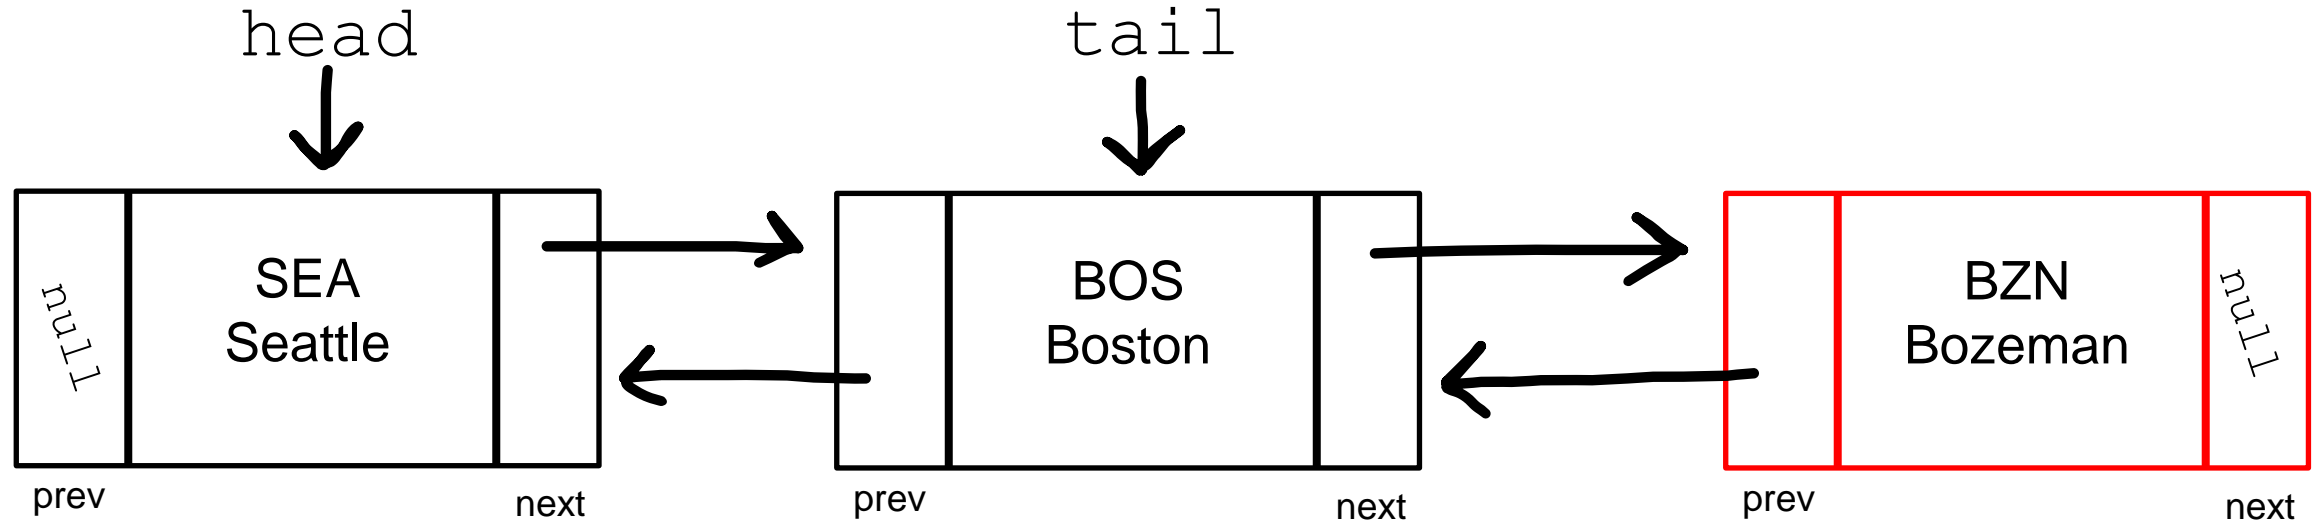 head
tail
null
SEA
Seattle
BOS
Boston
BZN
Bozeman
null
prev
next
prev
next
prev
next